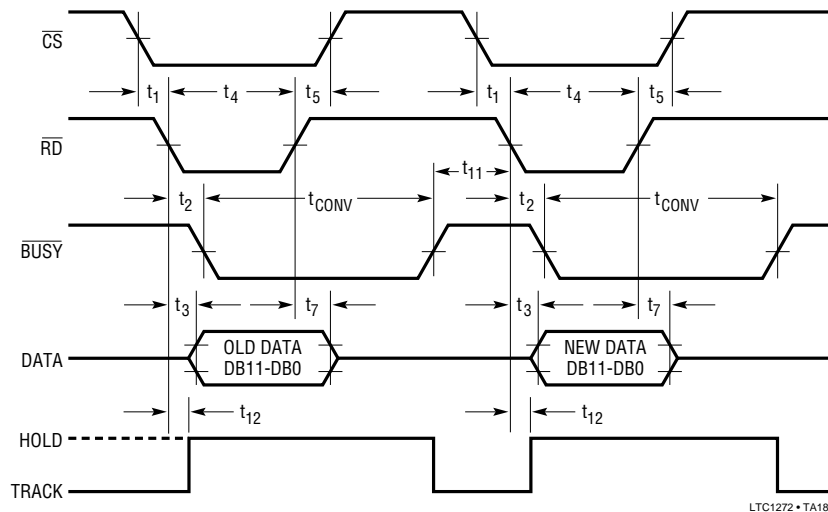 CS
t1 t4 t5 t1 t4 t5
RD
t11
t2 tCONV t2 tCONV
BUSY
t3 t7 t3 t7
DATA
OLD DATA
DB11-DB0
NEW DATA
DB11-DB0
t12 t12
HOLD
TRACK
LTC1272 • TA18